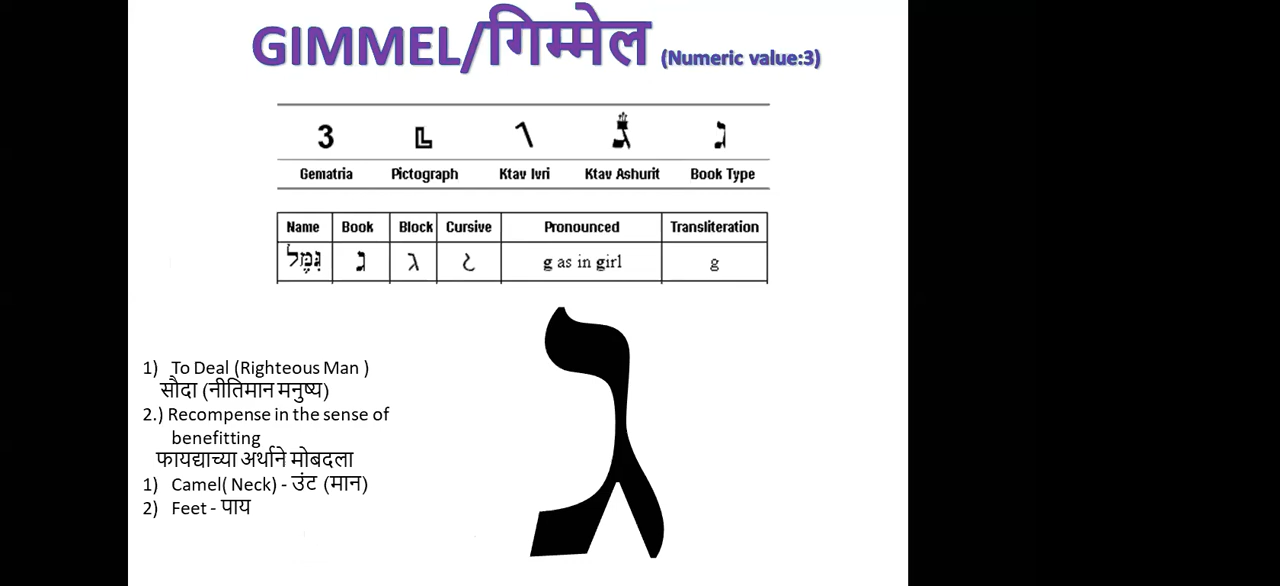 GIMMEL/गिम्मेल (Numeric value:3)
3 ג
Gematria Pictograph Ktav Ivri Ktav Ashurit Book Type
Name Book Block Cursive Pronounced Transliteration
גִּמֶּל ג ג ג g as in girl g
1) To Deal (Righteous Man )
सौदा (नीतिमान मनुष्य)
2.) Recompense in the sense of
benefitting
फायद्याच्या अर्थाने मोबदला
1) Camel( Neck) - उंट (मान)
2) Feet - पाय
ג